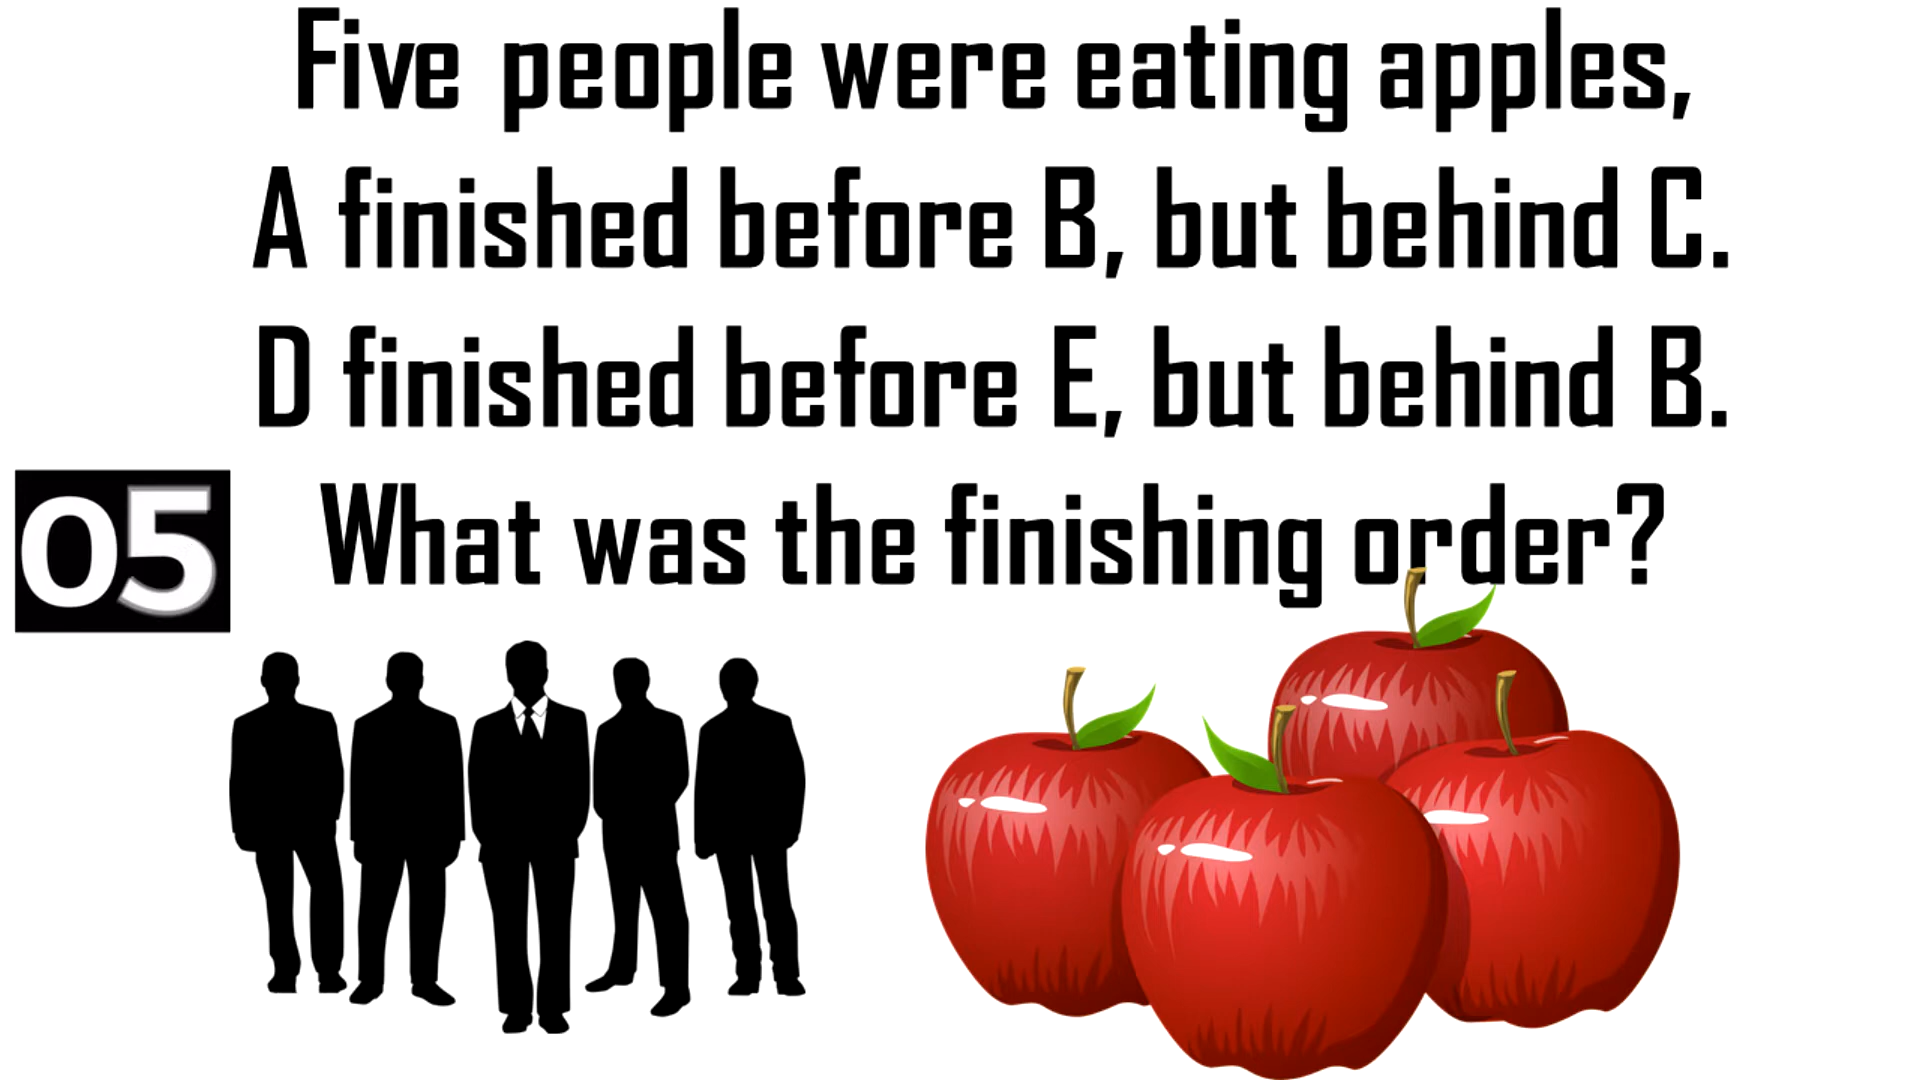 Five people were eating apples,
A finished before B, but behind C.
D finished before E, but behind B.
What was the finishing order?
05